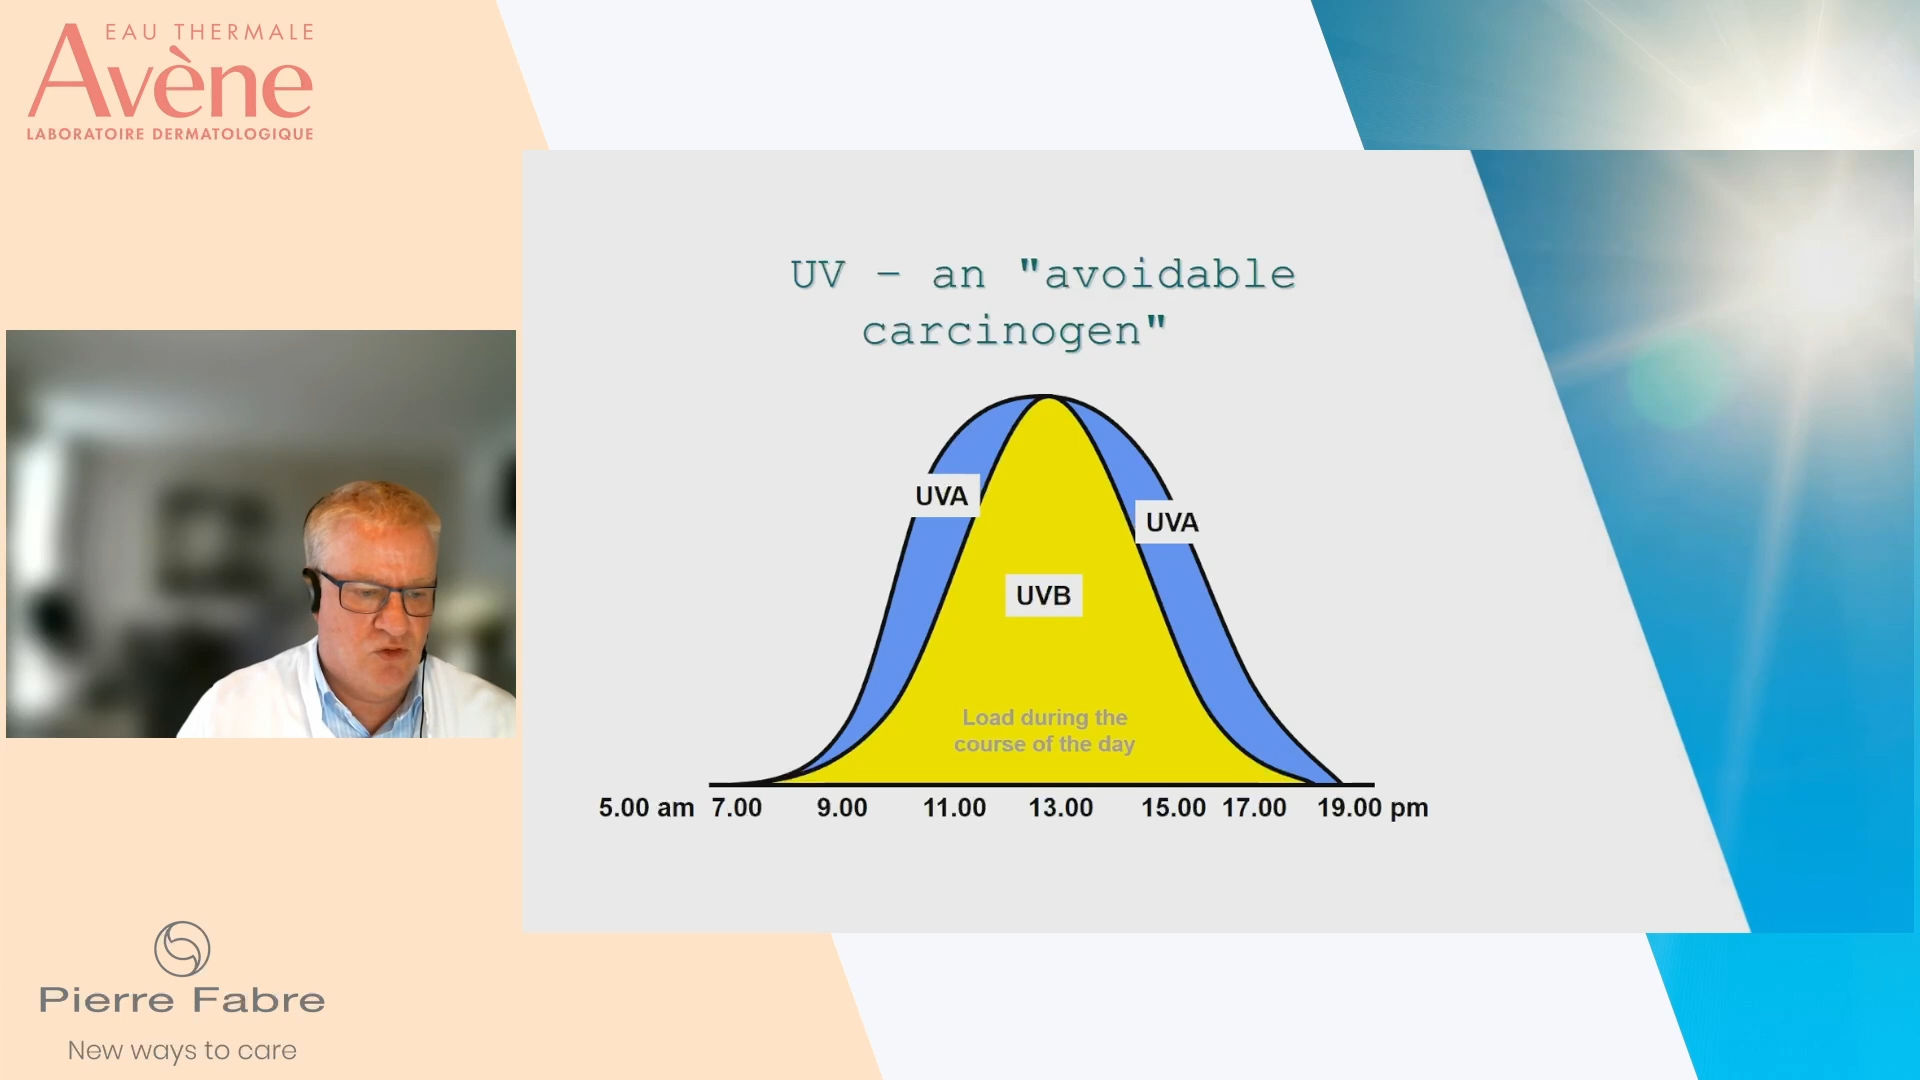 EAU THERMALE
Avène
LABORATOIRE DERMATOLOGIQUE
UV – an "avoidable
carcinogen"
UVA
UVA
UVB
Load during the
course of the day
5.00 am 7.00 9.00 11.00 13.00 15.00 17.00 19.00 pm
Pierre Fabre
New ways to care